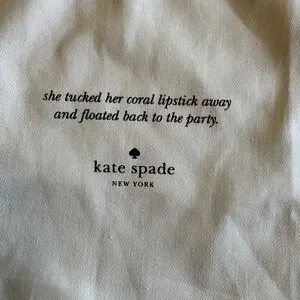 she tucked her coral lipstick away
and floated back to the party.
kate spade
NEW YORK